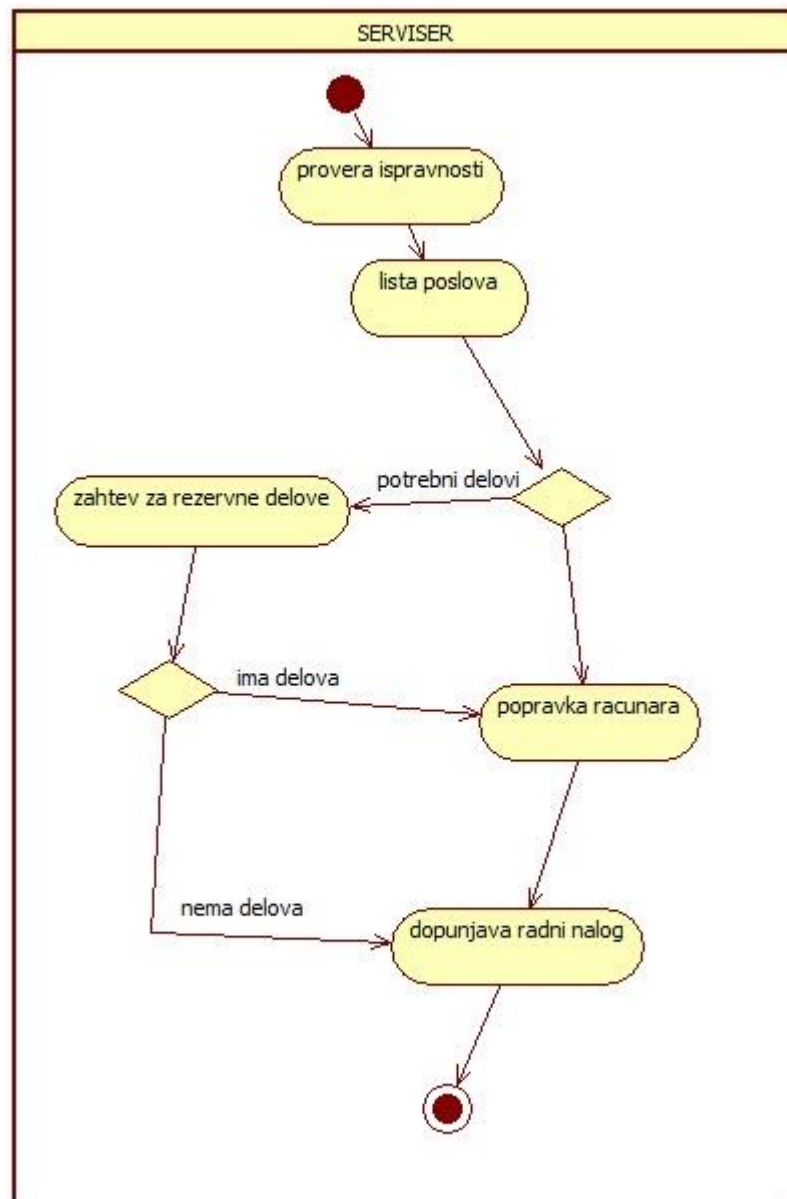 SERVISER
provera ispravnosti
lista poslova
potrebni delovi
zahtev za rezervne delove
ima delova
popravka racunara
nema delova
dopunjava radni nalog